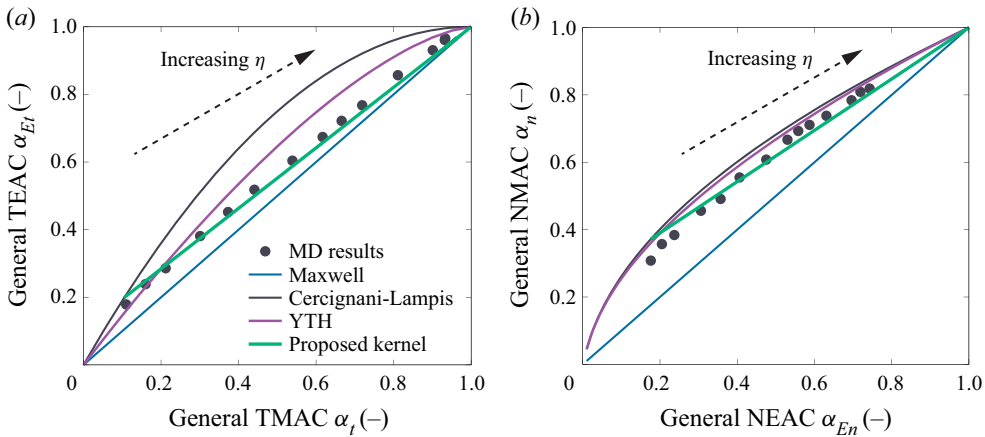 (a)
1.0
0.8
0.6
0.4
0.2
0
0.2
0.4
0.6
0.8
1.0
General TEAC α_Et (–)
General TMAC α_t (–)
Increasing η
MD results
Maxwell
Cercignani-Lampis
YTH
Proposed kernel
(b)
1.0
0.8
0.6
0.4
0.2
0
0.2
0.4
0.6
0.8
1.0
General NMAC α_n (–)
General NEAC α_En (–)
Increasing η